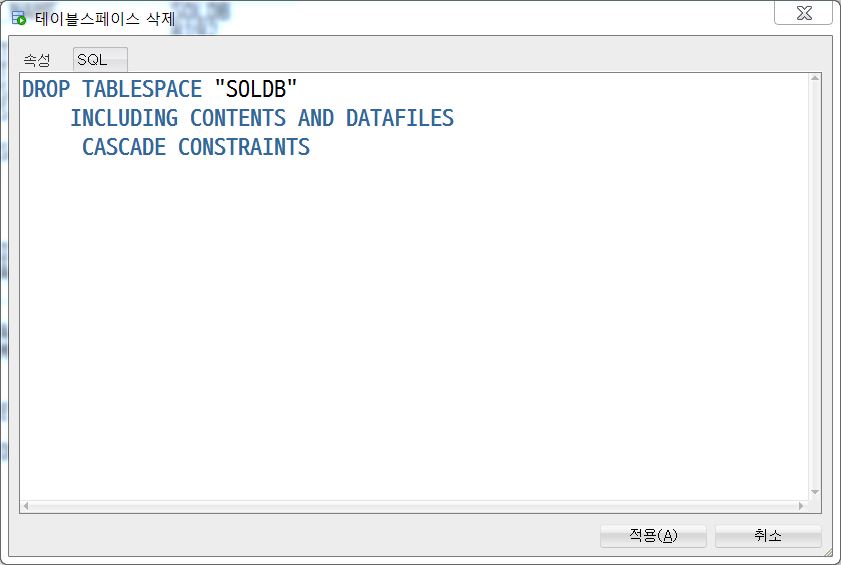 테이블스페이스 삭제
속성 SQL
DROP TABLESPACE "SOLDB"
INCLUDING CONTENTS AND DATAFILES
CASCADE CONSTRAINTS
적용(A) 취소